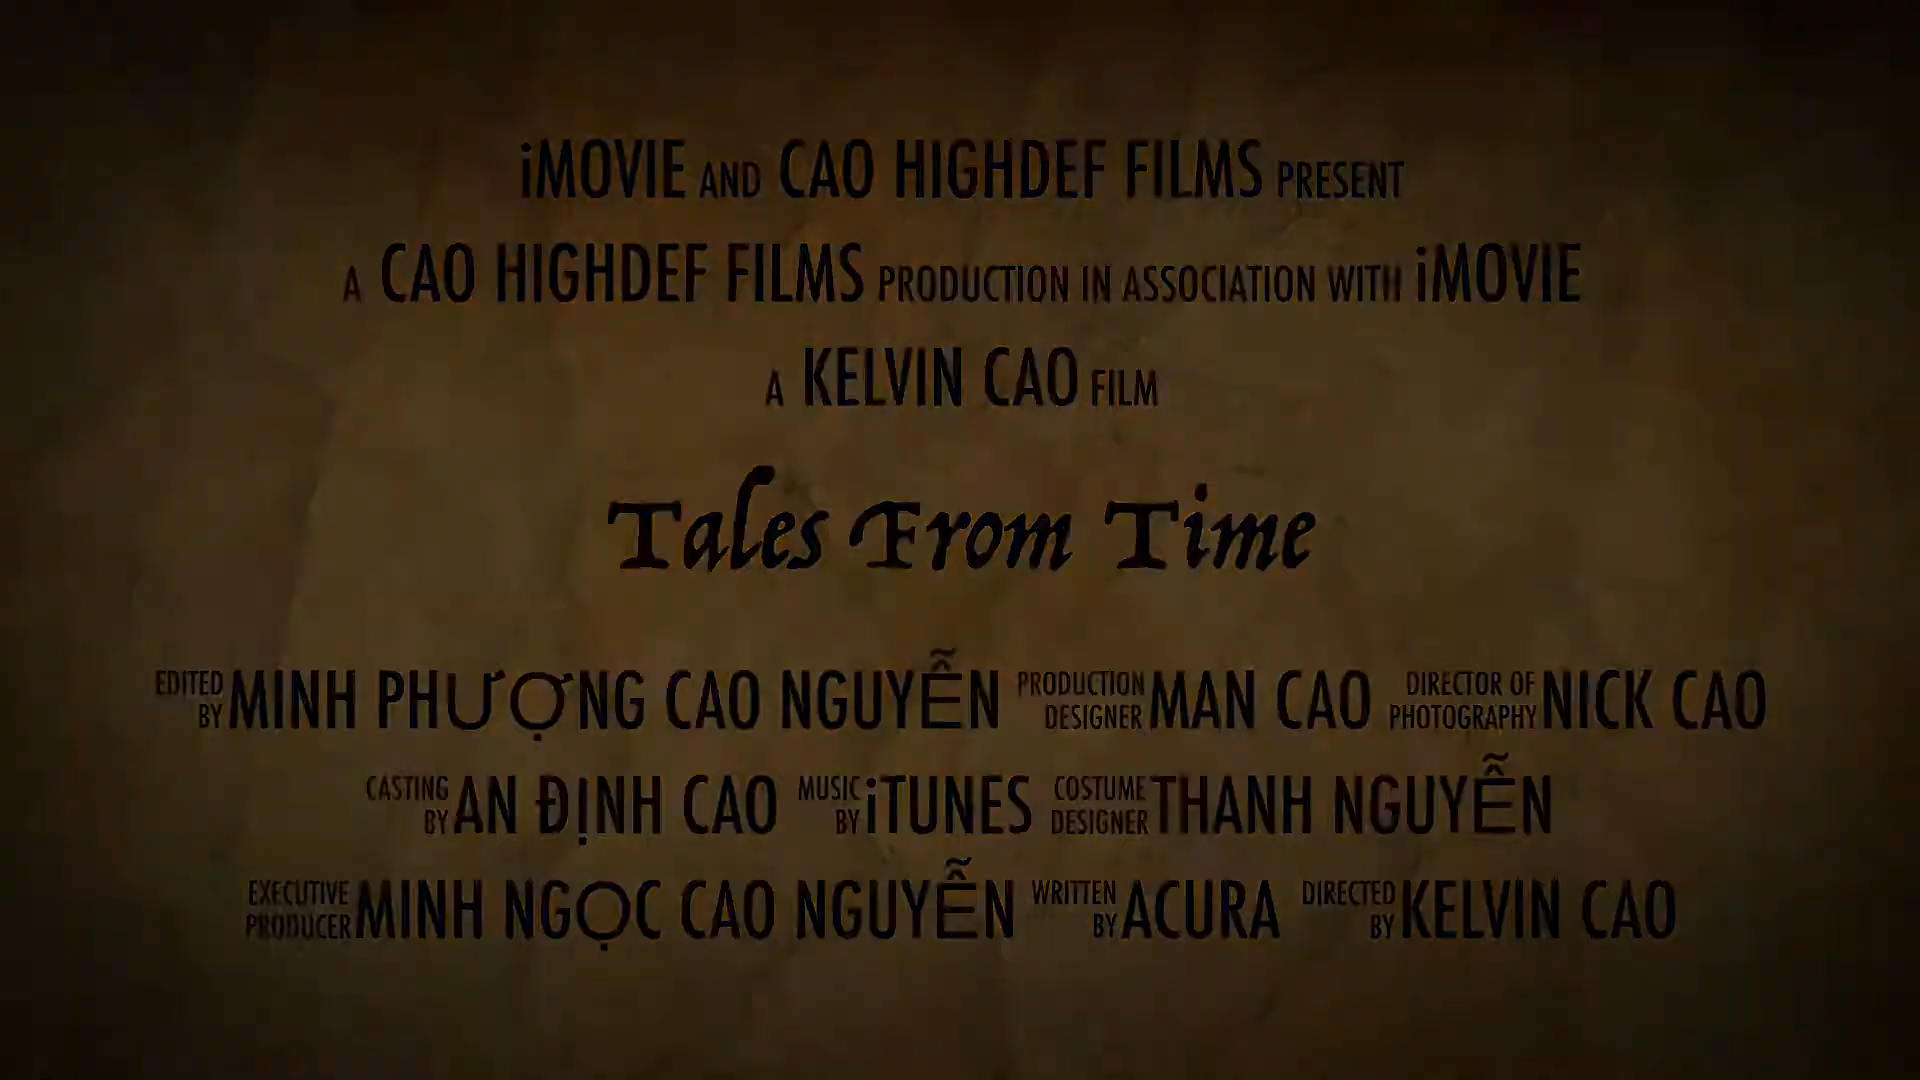 iMOVIE AND CAO HIGHDEF FILMS PRESENT
A CAO HIGHDEF FILMS PRODUCTION IN ASSOCIATION WITH iMOVIE
A KELVIN CAO FILM
Tales From Time
EDITED BY MINH PHƯỢNG CAO NGUYỄN PRODUCTION DESIGNER MAN CAO DIRECTOR OF PHOTOGRAPHY NICK CAO
CASTING BY AN ĐỊNH CAO MUSIC BY iTUNES COSTUME DESIGNER THANH NGUYỄN
EXECUTIVE PRODUCER MINH NGỌC CAO NGUYỄN WRITTEN BY ACURA DIRECTED BY KELVIN CAO